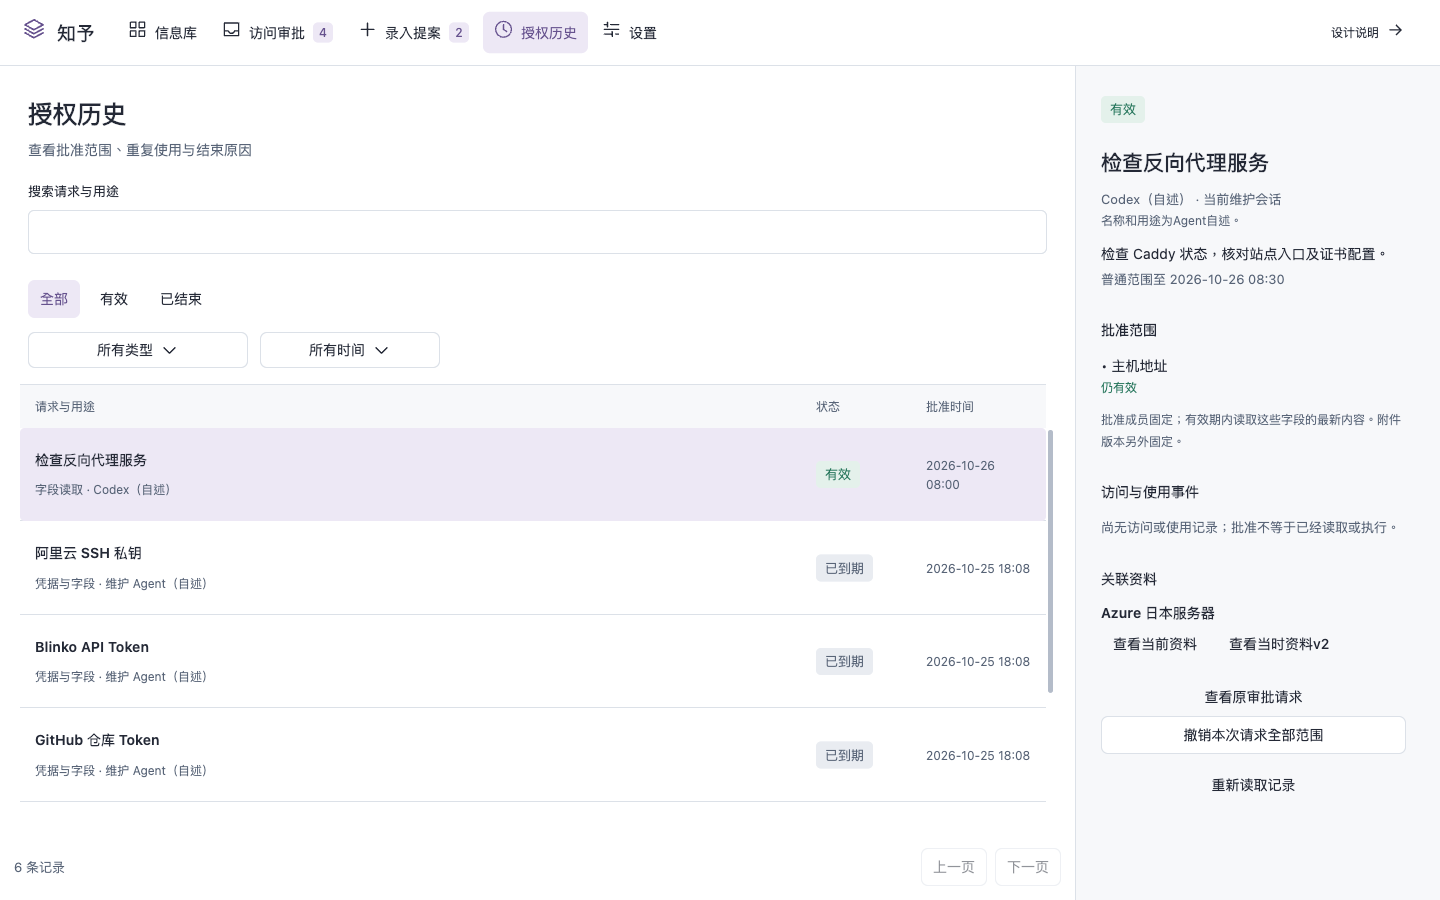 知予
信息库
访问审批 4
录入提案 2
授权历史
设置
设计说明
授权历史
查看批准范围、重复使用与结束原因
搜索请求与用途
全部
有效
已结束
所有类型
所有时间
请求与用途
状态
批准时间
检查反向代理服务
字段读取 · Codex（自述）
有效
2026-10-26
08:00
阿里云 SSH 私钥
凭据与字段 · 维护 Agent（自述）
已到期
2026-10-25 18:08
Blinko API Token
凭据与字段 · 维护 Agent（自述）
已到期
2026-10-25 18:08
GitHub 仓库 Token
凭据与字段 · 维护 Agent（自述）
已到期
2026-10-25 18:08
6 条记录
上一页
下一页
有效
检查反向代理服务
Codex（自述） · 当前维护会话
名称和用途为Agent自述。
检查 Caddy 状态，核对站点入口及证书配置。
普通范围至 2026-10-26 08:30
批准范围
• 主机地址
仍有效
批准成员固定；有效期内读取这些字段的最新内容。附件
版本另外固定。
访问与使用事件
尚无访问或使用记录；批准不等于已经读取或执行。
关联资料
Azure 日本服务器
查看当前资料
查看当时资料v2
查看原审批请求
撤销本次请求全部范围
重新读取记录